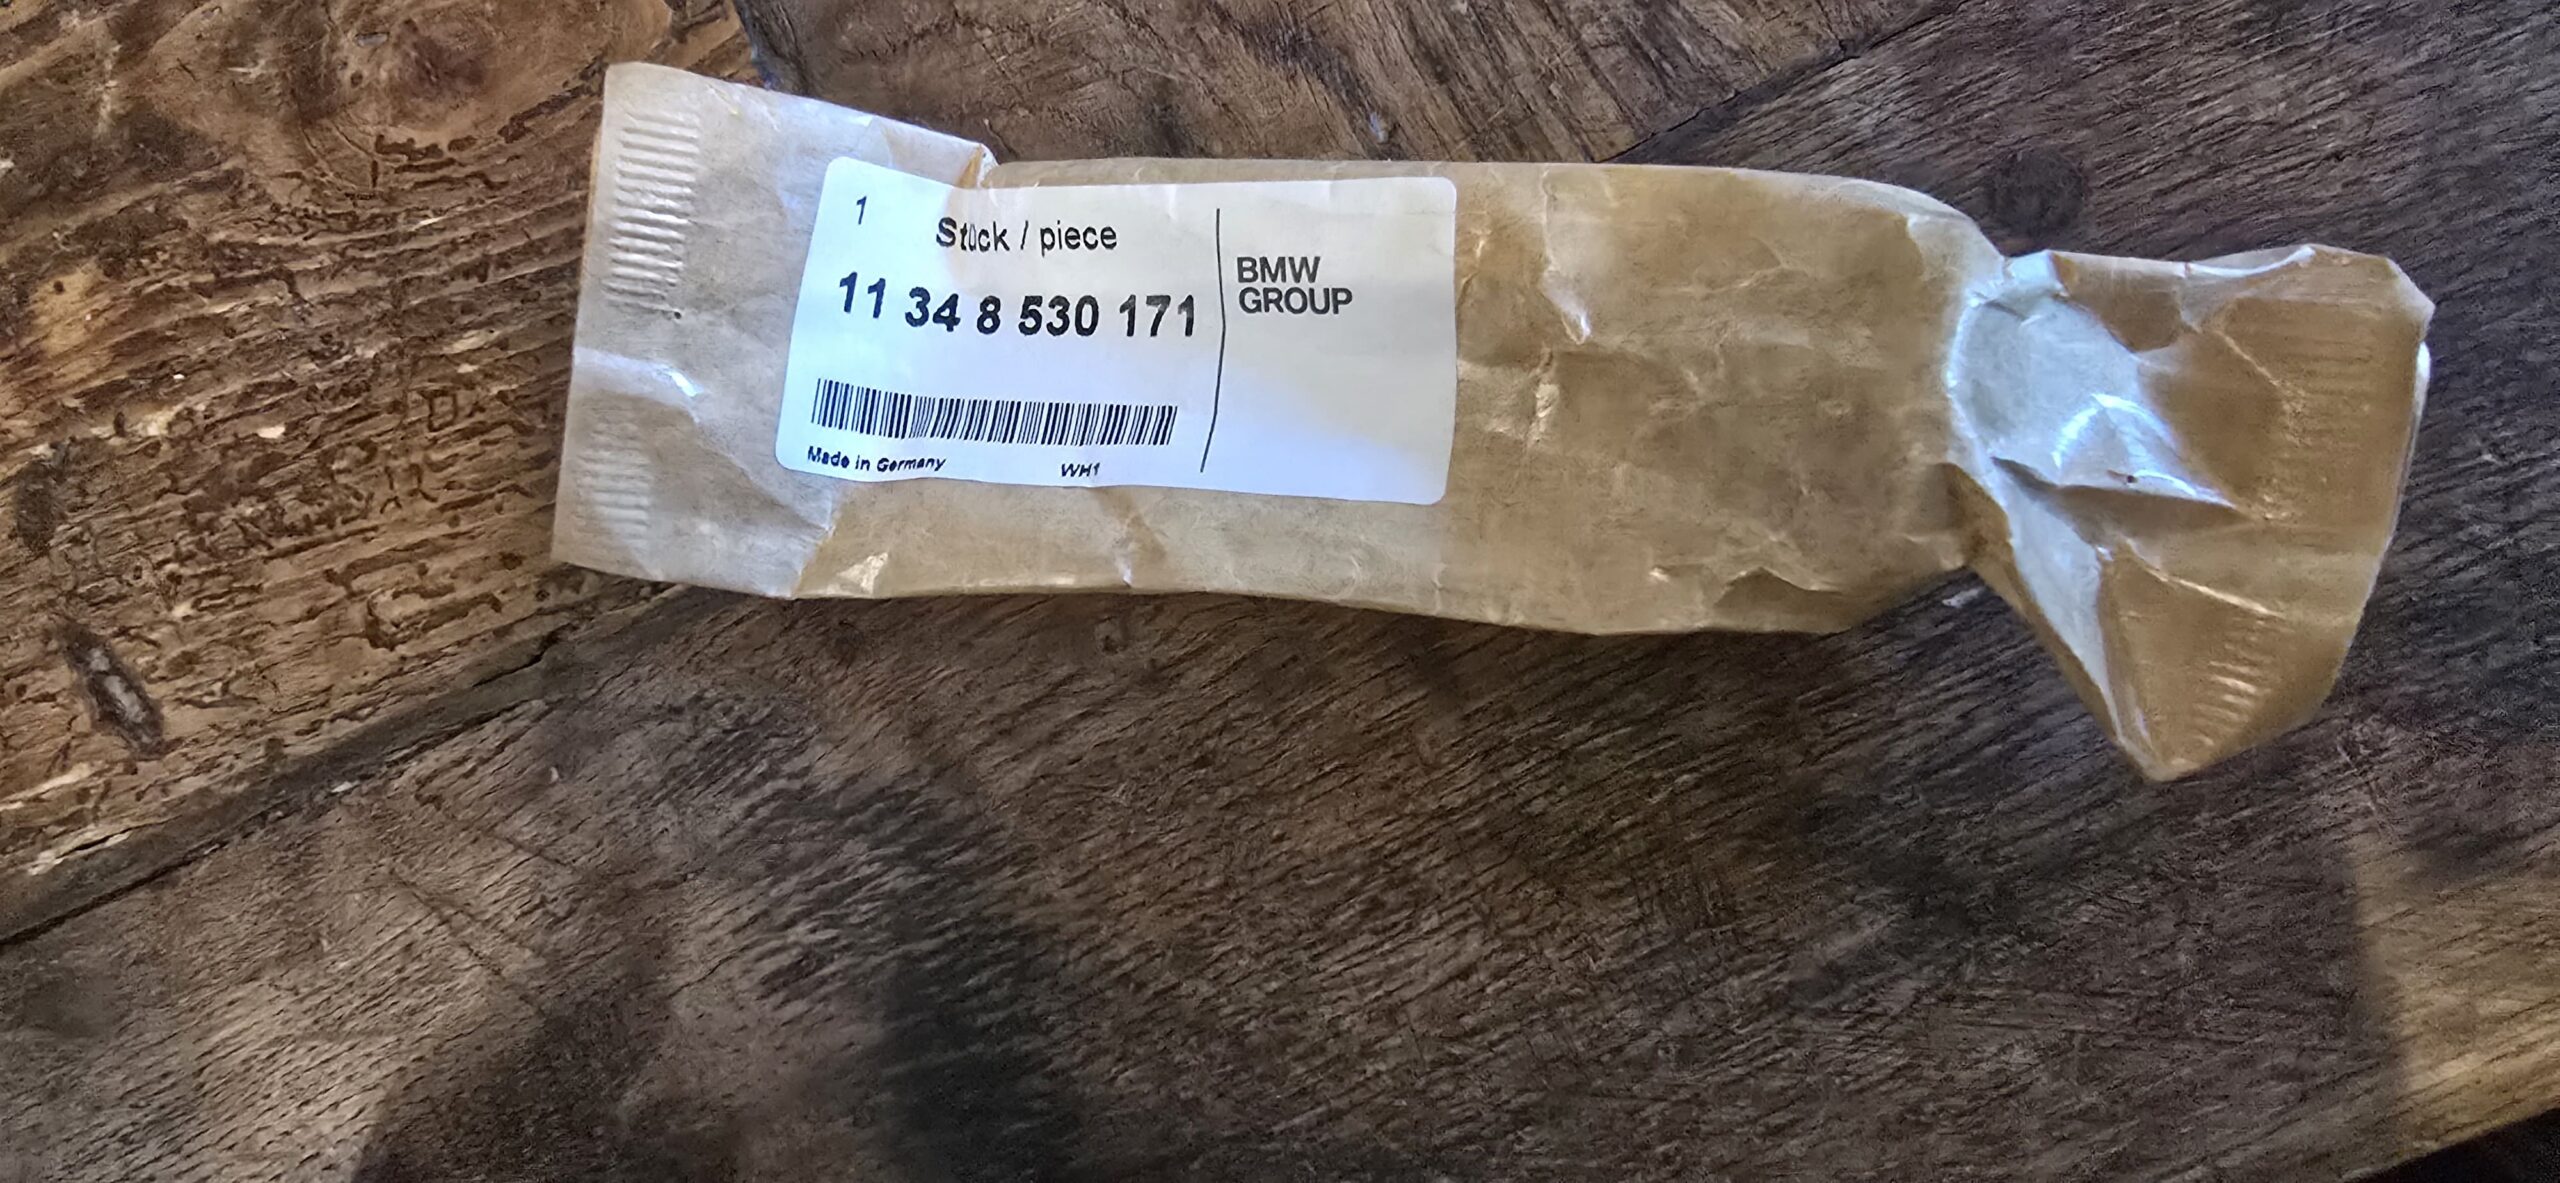 1 Stück / piece
11 34 8 530 171
Made in Germany WH1
BMW
GROUP